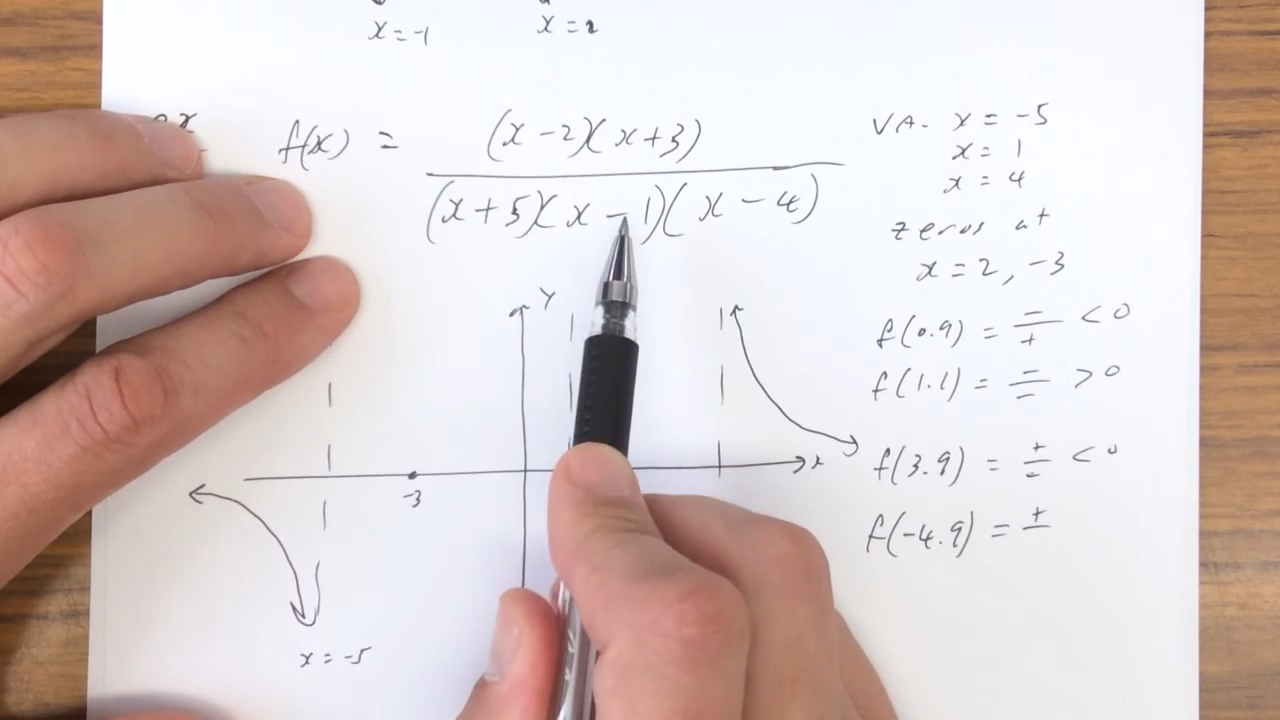 x = -1
x = 2
ex
f(x) = (x - 2)(x + 3)
(x + 5)(x - 1)(x - 4)
VA. x = -5
x = 1
x = 4
zeros at
x = 2, -3
f(0.9) = -/+ < 0
f(1.1) = -/- > 0
f(3.9) = +/- < 0
f(-4.9) = +/
Y
x
-3
x = -5